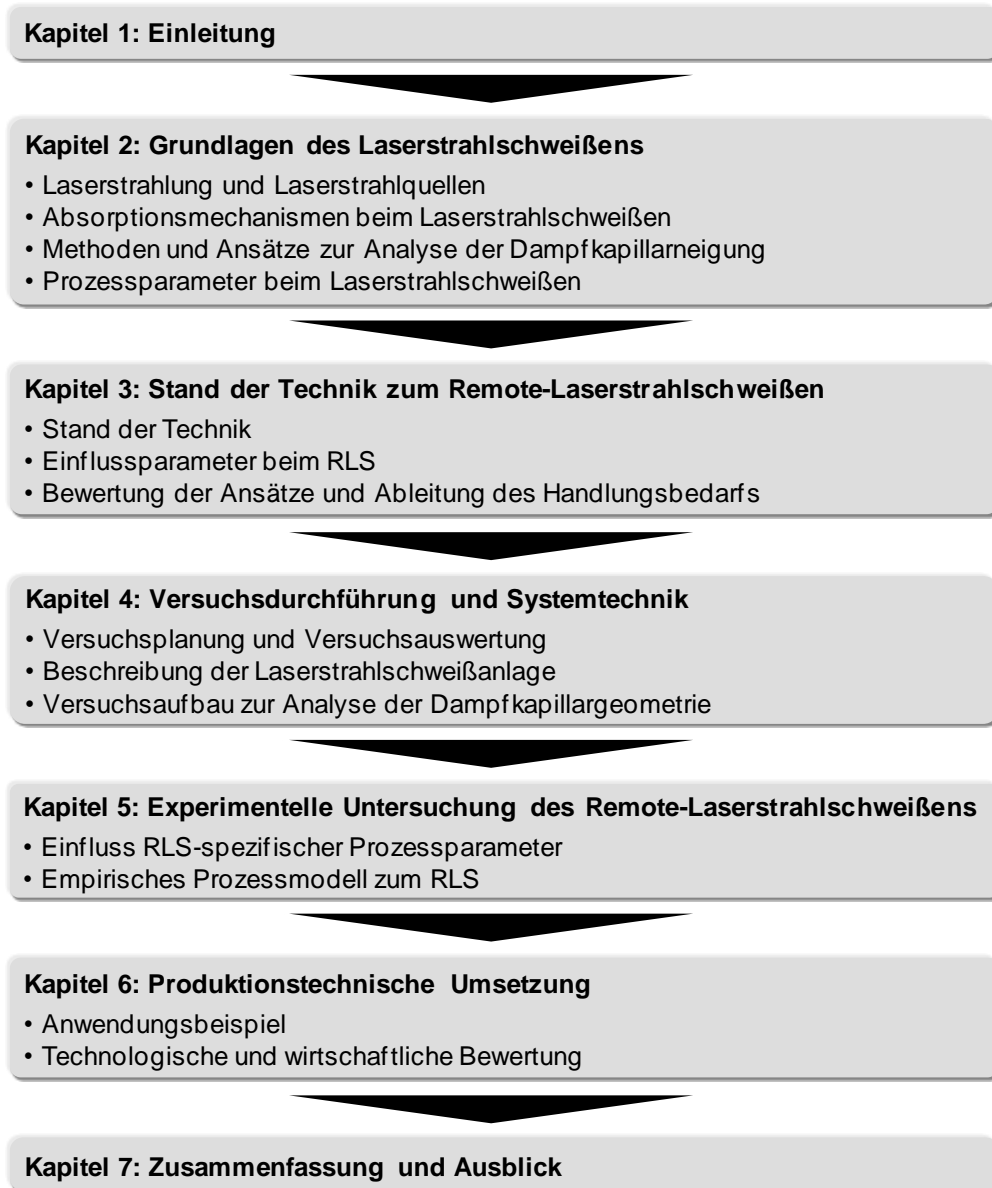 Kapitel 1: Einleitung
Kapitel 2: Grundlagen des Laserstrahlschweißens
• Laserstrahlung und Laserstrahlquellen
• Absorptionsmechanismen beim Laserstrahlschweißen
• Methoden und Ansätze zur Analyse der Dampfkapillarneigung
• Prozessparameter beim Laserstrahlschweißen
Kapitel 3: Stand der Technik zum Remote-Laserstrahlschweißen
• Stand der Technik
• Einflussparameter beim RLS
• Bewertung der Ansätze und Ableitung des Handlungsbedarfs
Kapitel 4: Versuchsdurchführung und Systemtechnik
• Versuchsplanung und Versuchsauswertung
• Beschreibung der Laserstrahlschweißanlage
• Versuchsaufbau zur Analyse der Dampfkapillargeometrie
Kapitel 5: Experimentelle Untersuchung des Remote-Laserstrahlschweißens
• Einfluss RLS-spezifischer Prozessparameter
• Empirisches Prozessmodell zum RLS
Kapitel 6: Produktionstechnische Umsetzung
• Anwendungsbeispiel
• Technologische und wirtschaftliche Bewertung
Kapitel 7: Zusammenfassung und Ausblick